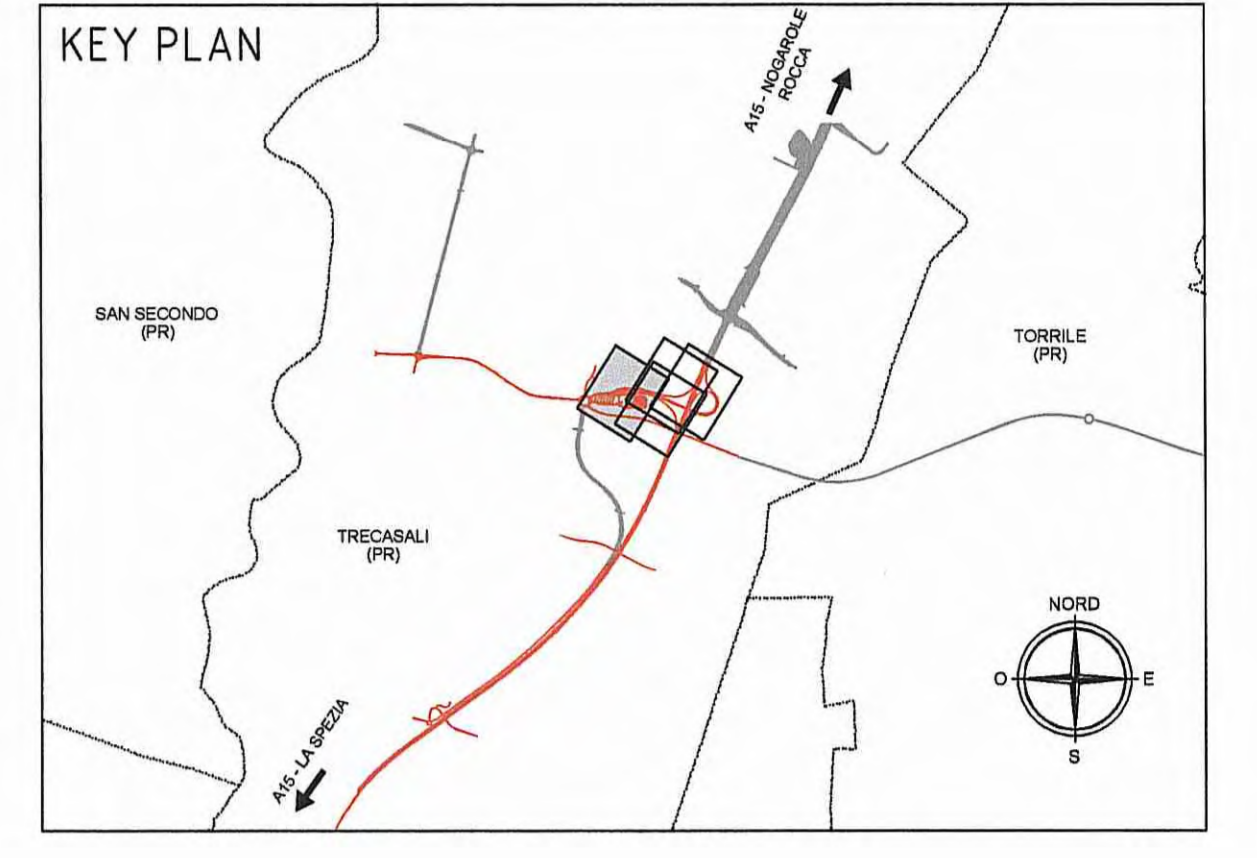 KEY PLAN
A15 - NOGAROLE
ROCCA
SAN SECONDO
(PR)
TORRILE
(PR)
TRECASALI
(PR)
NORD
O
E
S
A15 - LA SPEZIA